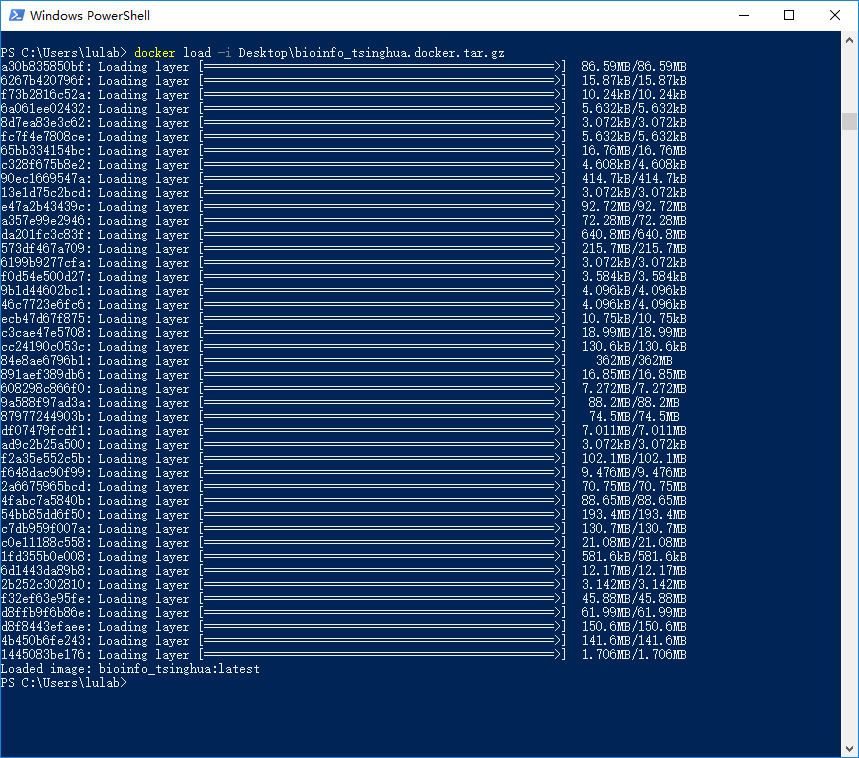 Windows PowerShell
PS C:\Users\lulab> docker load -i Desktop\bioinfo_tsinghua.docker.tar.gz
a30b835850bf: Loading layer [==================================================>]  86.59MB/86.59MB
6267b420796f: Loading layer [==================================================>]  15.87kB/15.87kB
f73b2816c52a: Loading layer [==================================================>]  10.24kB/10.24kB
6a061ee02432: Loading layer [==================================================>]  5.632kB/5.632kB
8d7ea83e3c62: Loading layer [==================================================>]  3.072kB/3.072kB
fc7f4e7808ce: Loading layer [==================================================>]  5.632kB/5.632kB
65bb334154bc: Loading layer [==================================================>]  16.76MB/16.76MB
c328f675b8e2: Loading layer [==================================================>]  4.608kB/4.608kB
90ec1669547a: Loading layer [==================================================>]  414.7kB/414.7kB
13e1d75c2bcd: Loading layer [==================================================>]  3.072kB/3.072kB
e47a2b43439c: Loading layer [==================================================>]  92.72MB/92.72MB
a357e99e2946: Loading layer [==================================================>]  72.28MB/72.28MB
da201fc3c83f: Loading layer [==================================================>]  640.8MB/640.8MB
573df467a709: Loading layer [==================================================>]  215.7MB/215.7MB
6199b9277cfa: Loading layer [==================================================>]  3.072kB/3.072kB
f0d54e500d27: Loading layer [==================================================>]  3.584kB/3.584kB
9b1d44602bc1: Loading layer [==================================================>]  4.096kB/4.096kB
46c7723e6fc6: Loading layer [==================================================>]  4.096kB/4.096kB
ecb47d67f875: Loading layer [==================================================>]  10.75kB/10.75kB
c3cae47e5708: Loading layer [==================================================>]  18.99MB/18.99MB
cc24190c053c: Loading layer [==================================================>]  130.6kB/130.6kB
84e8ae6796b1: Loading layer [==================================================>]    362MB/362MB
891aef389db6: Loading layer [==================================================>]  16.85MB/16.85MB
608298c866f0: Loading layer [==================================================>]  7.272MB/7.272MB
9a588f97ad3a: Loading layer [==================================================>]   88.2MB/88.2MB
87977244903b: Loading layer [==================================================>]   74.5MB/74.5MB
df07479fcdf1: Loading layer [==================================================>]  7.011MB/7.011MB
ad9c2b25a500: Loading layer [==================================================>]  3.072kB/3.072kB
f2a35e552c5b: Loading layer [==================================================>]  102.1MB/102.1MB
f648dac90f99: Loading layer [==================================================>]  9.476MB/9.476MB
2a6675965bcd: Loading layer [==================================================>]  70.75MB/70.75MB
4fabc7a5840b: Loading layer [==================================================>]  88.65MB/88.65MB
54bb85dd6f50: Loading layer [==================================================>]  193.4MB/193.4MB
c7db959f007a: Loading layer [==================================================>]  130.7MB/130.7MB
c0e11188c558: Loading layer [==================================================>]  21.08MB/21.08MB
1fd355b0e008: Loading layer [==================================================>]  581.6kB/581.6kB
6d1443da89b8: Loading layer [==================================================>]  12.17MB/12.17MB
2b252c302810: Loading layer [==================================================>]  3.142MB/3.142MB
f32ef63e95fe: Loading layer [==================================================>]  45.88MB/45.88MB
d8ffb9f6b86e: Loading layer [==================================================>]  61.99MB/61.99MB
d8f8443efaee: Loading layer [==================================================>]  150.6MB/150.6MB
4b450b6fe243: Loading layer [==================================================>]  141.6MB/141.6MB
1445083be176: Loading layer [==================================================>]  1.706MB/1.706MB
Loaded image: bioinfo_tsinghua:latest
PS C:\Users\lulab>